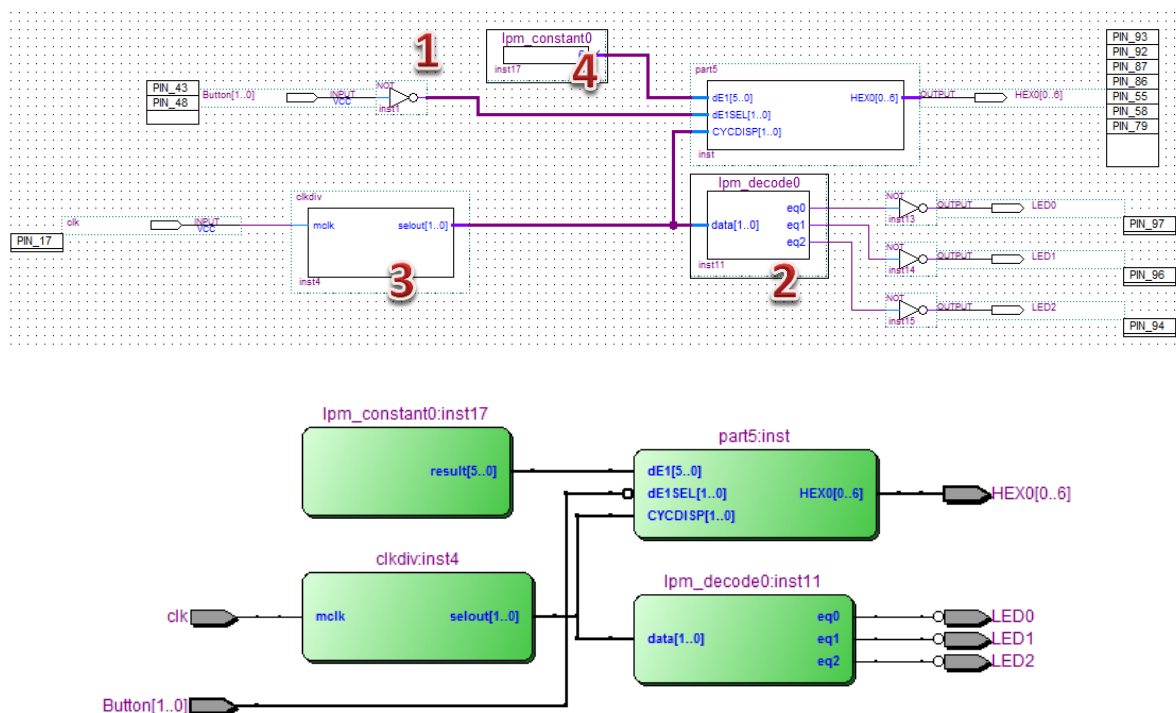 lpm_constant0
4
inst17
1
PIN_43
PIN_48
Button[1..0]
INPUT
VCC
NOT
inst1
part5
dE1[5..0]
dE1SEL[1..0]
CYCDISP[1..0]
HEX0[0..6]
inst
OUTPUT
HEX0[0..6]
PIN_93
PIN_92
PIN_87
PIN_86
PIN_55
PIN_58
PIN_79
clk
INPUT
VCC
PIN_17
clkdiv
mclk
selout[1..0]
inst4
3
lpm_decode0
data[1..0]
eq0
eq1
eq2
inst11
2
NOT
inst13
OUTPUT
LED0
PIN_97
NOT
inst14
OUTPUT
LED1
PIN_96
NOT
inst15
OUTPUT
LED2
PIN_94
lpm_constant0:inst17
result[5..0]
part5:inst
dE1[5..0]
dE1SEL[1..0]
CYCDISP[1..0]
HEX0[0..6]
HEX0[0..6]
clkdiv:inst4
clk
mclk
selout[1..0]
lpm_decode0:inst11
data[1..0]
eq0
eq1
eq2
LED0
LED1
LED2
Button[1..0]